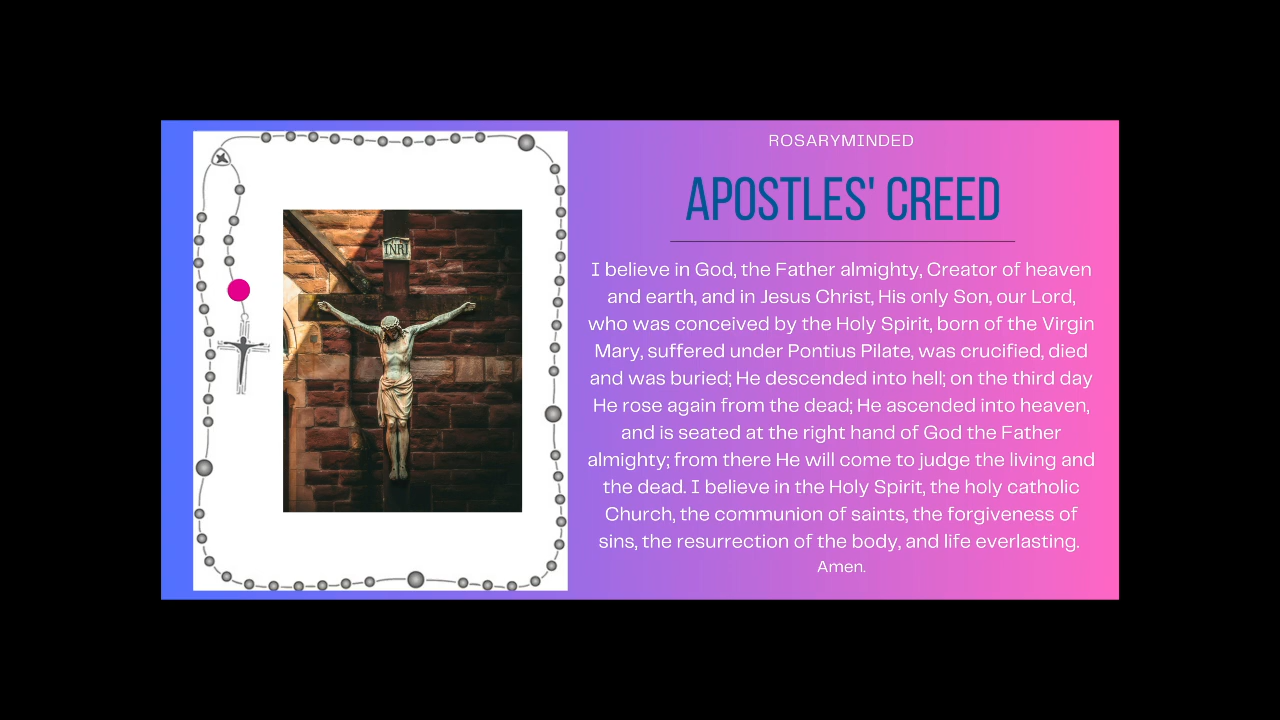 ROSARYMINDED
APOSTLES' CREED
I believe in God, the Father almighty, Creator of heaven
and earth, and in Jesus Christ, His only Son, our Lord,
who was conceived by the Holy Spirit, born of the Virgin
Mary, suffered under Pontius Pilate, was crucified, died
and was buried; He descended into hell; on the third day
He rose again from the dead; He ascended into heaven,
and is seated at the right hand of God the Father
almighty; from there He will come to judge the living and
the dead. I believe in the Holy Spirit, the holy catholic
Church, the communion of saints, the forgiveness of
sins, the resurrection of the body, and life everlasting.
Amen.
INRI